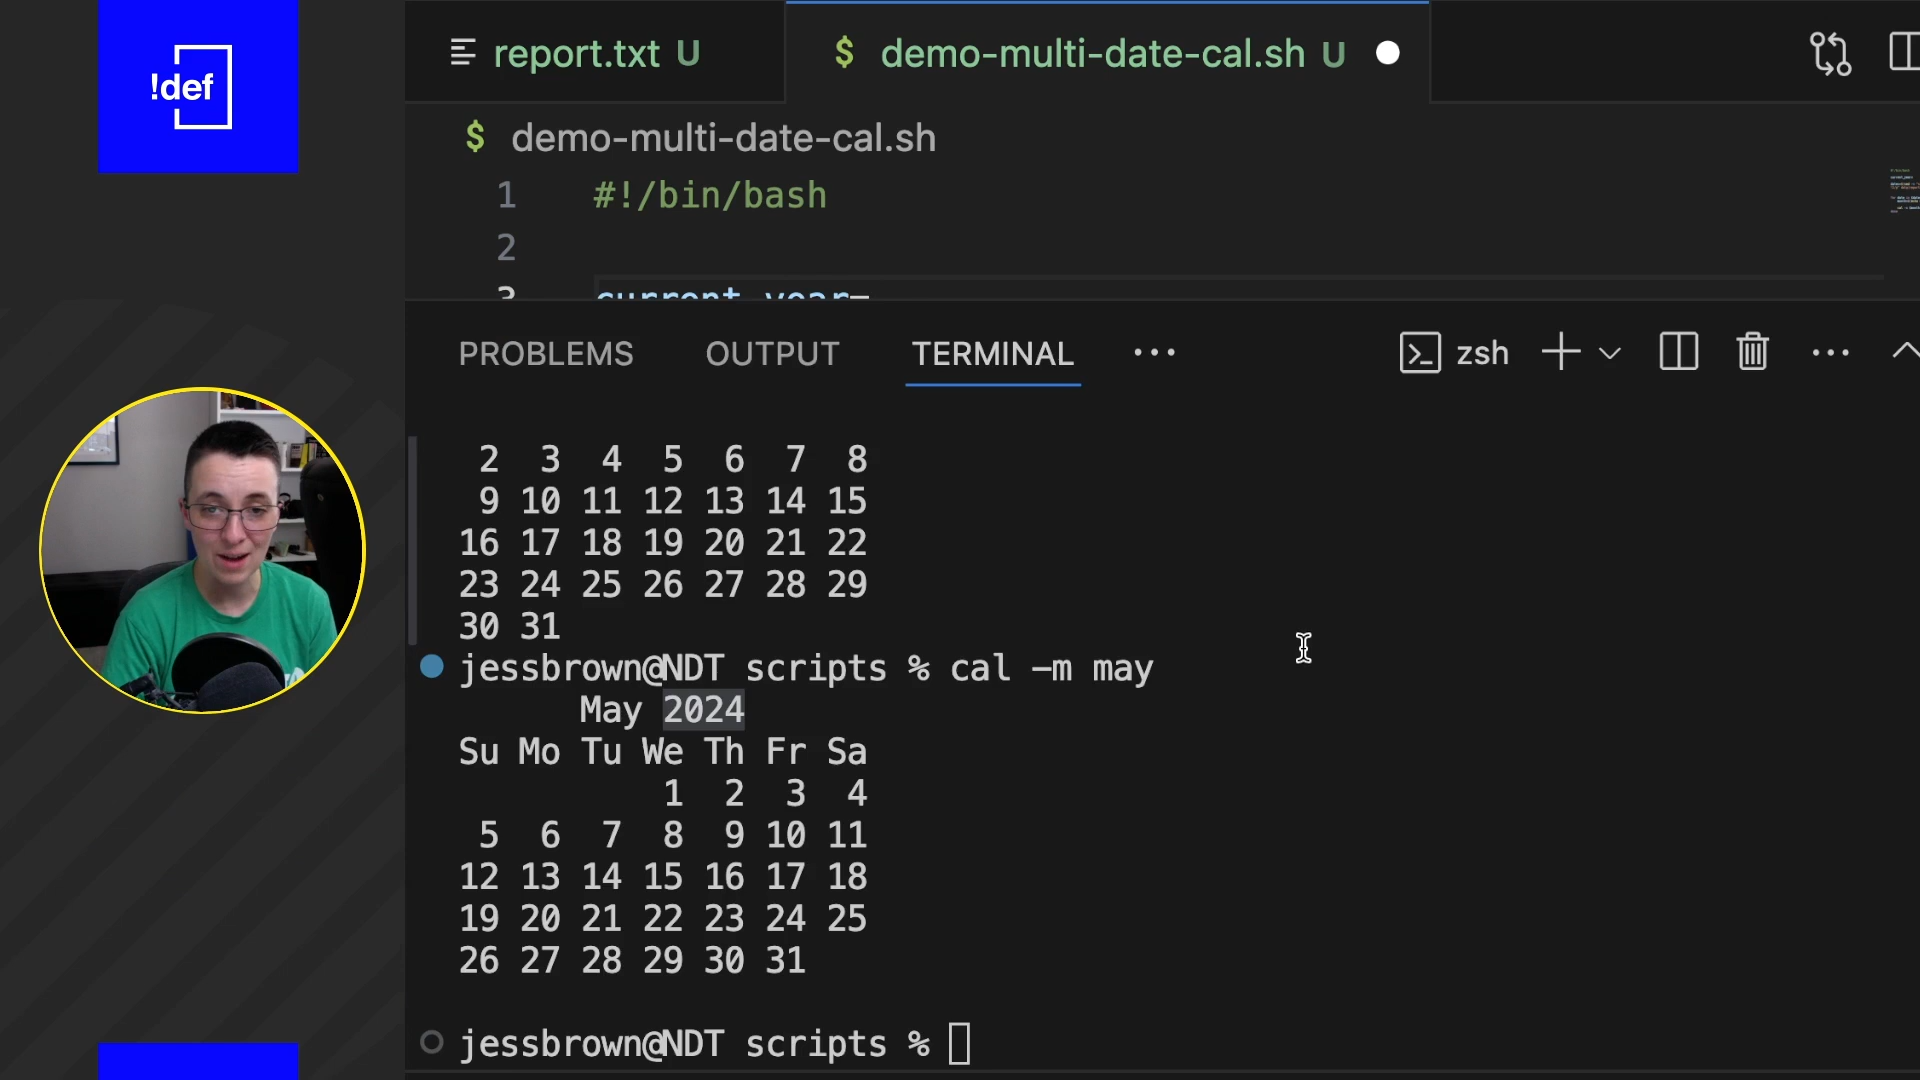 !def
report.txt U
$ demo-multi-date-cal.sh U
$ demo-multi-date-cal.sh
1 #!/bin/bash
2
3 current_year=
PROBLEMS OUTPUT TERMINAL ...
zsh
2 3 4 5 6 7 8
9 10 11 12 13 14 15
16 17 18 19 20 21 22
23 24 25 26 27 28 29
30 31
jessbrown@NDT scripts % cal -m may
May 2024
Su Mo Tu We Th Fr Sa
1 2 3 4
5 6 7 8 9 10 11
12 13 14 15 16 17 18
19 20 21 22 23 24 25
26 27 28 29 30 31
jessbrown@NDT scripts %